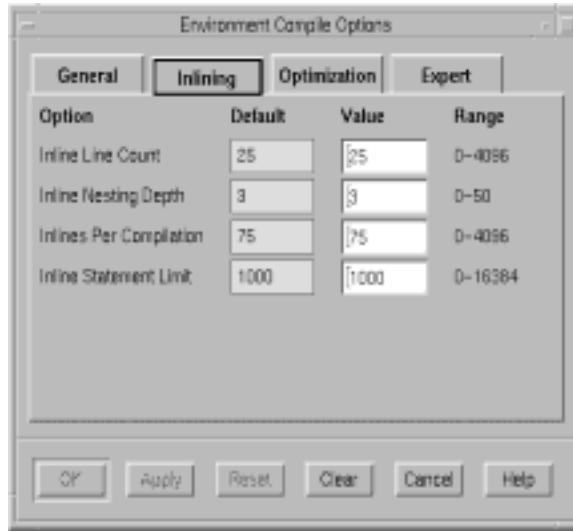 Environment Compile Options
General Inlining Optimization Expert
Option Default Value Range
Inline Line Count 25 25 0-4096
Inline Nesting Depth 3 3 0-50
Inlines Per Compilation 75 75 0-4096
Inline Statement Limit 1000 1000 0-16384
OK Apply Reset Clear Cancel Help